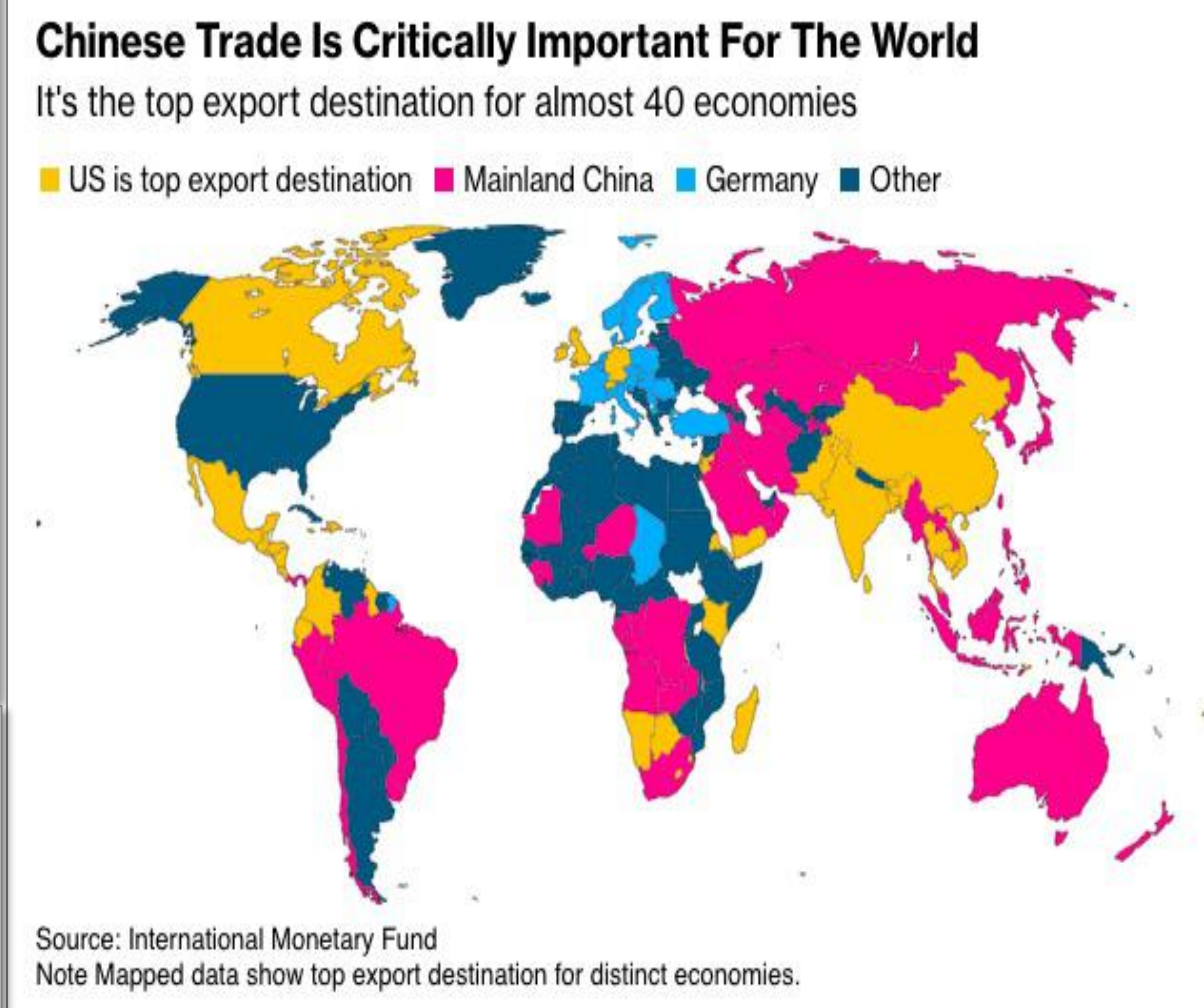 Chinese Trade Is Critically Important For The World
It's the top export destination for almost 40 economies
US is top export destination Mainland China Germany Other
Source: International Monetary Fund
Note Mapped data show top export destination for distinct economies.